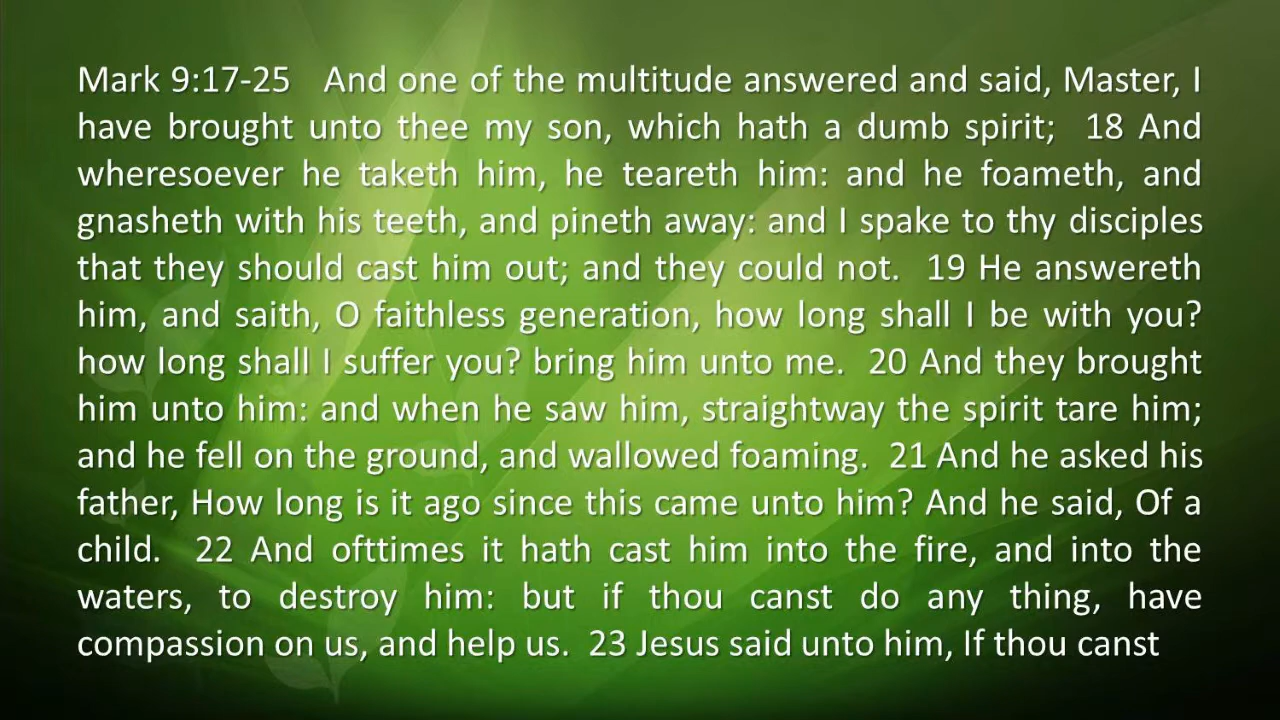 Mark 9:17-25 And one of the multitude answered and said, Master, I
have brought unto thee my son, which hath a dumb spirit; 18 And
wheresoever he taketh him, he teareth him: and he foameth, and
gnasheth with his teeth, and pineth away: and I spake to thy disciples
that they should cast him out; and they could not. 19 He answereth
him, and saith, O faithless generation, how long shall I be with you?
how long shall I suffer you? bring him unto me. 20 And they brought
him unto him: and when he saw him, straightway the spirit tare him;
and he fell on the ground, and wallowed foaming. 21 And he asked his
father, How long is it ago since this came unto him? And he said, Of a
child. 22 And ofttimes it hath cast him into the fire, and into the
waters, to destroy him: but if thou canst do any thing, have
compassion on us, and help us. 23 Jesus said unto him, If thou canst